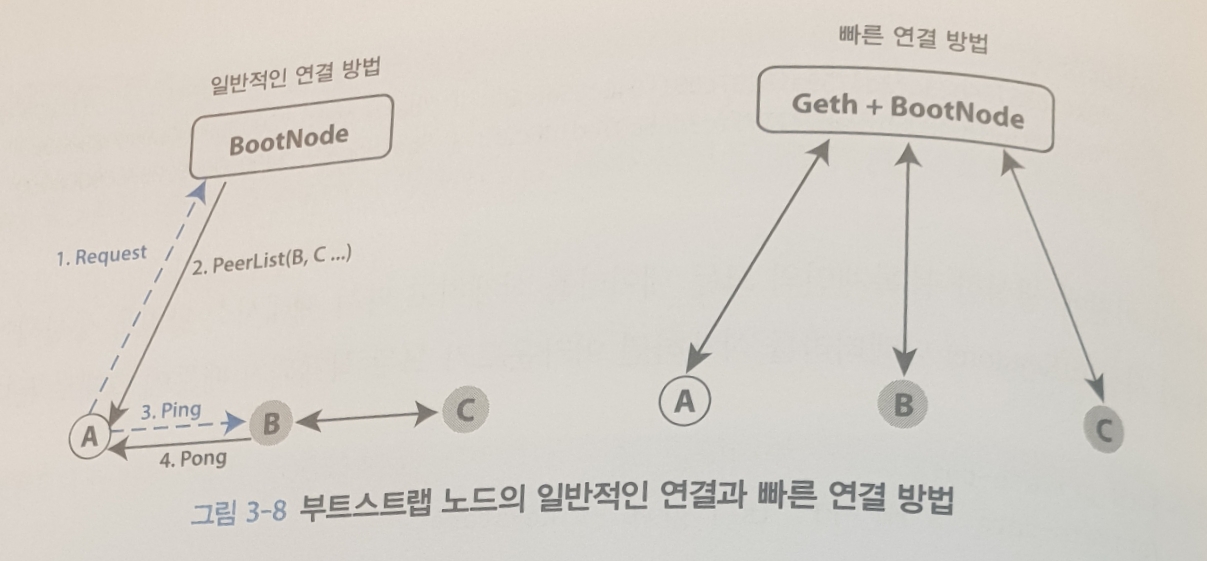 일반적인 연결 방법
BootNode
1. Request
2. PeerList(B, C ...)
A
3. Ping
B
C
4. Pong
빠른 연결 방법
Geth + BootNode
A
B
C
그림 3-8 부트스트랩 노드의 일반적인 연결과 빠른 연결 방법